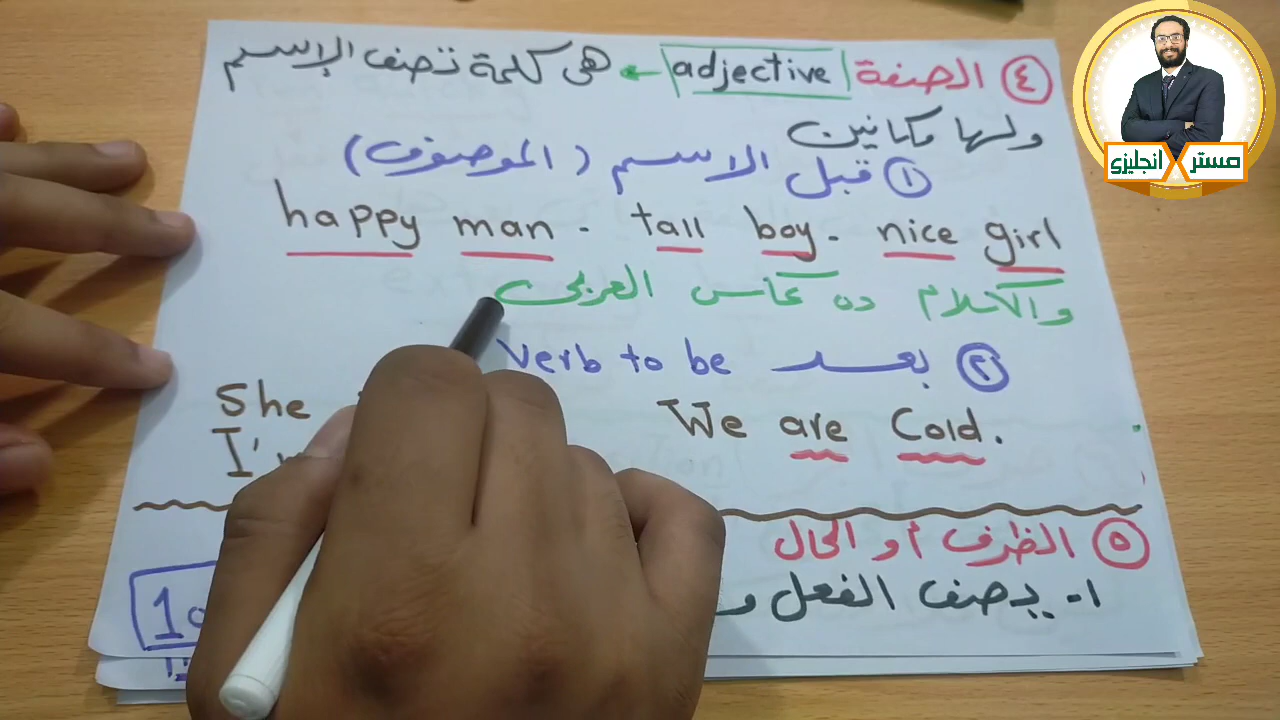 ٤ الصفة adjective ← هى كلمة تصف الإسم
ولها مكانين
١ قبل الاسم (الموصوف)
happy man . tall boy . nice girl
والكلام ده عكس العربى
٢ بعد verb to be
She
We are Cold.
I'm
٥ الظرف أو الحال
١- يصف الفعل و
مستر X انجليزي